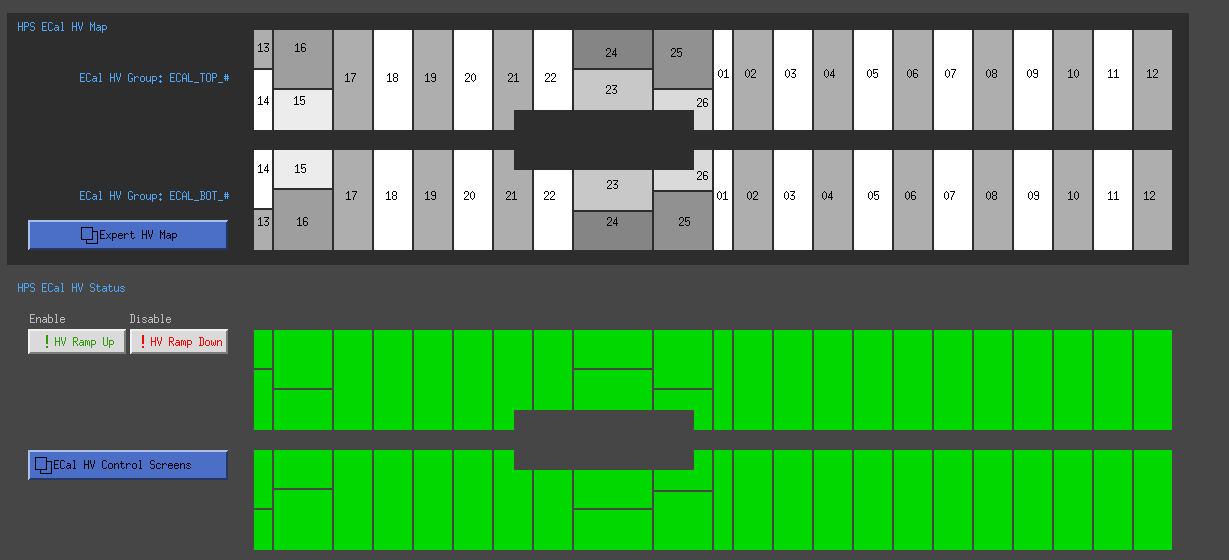 HPS ECal HV Map
13 16 24 25
ECal HV Group: ECAL_TOP_# 17 18 19 20 21 22 01 02 03 04 05 06 07 08 09 10 11 12
14 15 23 26
14 15 23 26
ECal HV Group: ECAL_BOT_# 17 18 19 20 21 22 01 02 03 04 05 06 07 08 09 10 11 12
13 16 24 25
Expert HV Map
HPS ECal HV Status
Enable Disable
! HV Ramp Up ! HV Ramp Down
ECal HV Control Screens